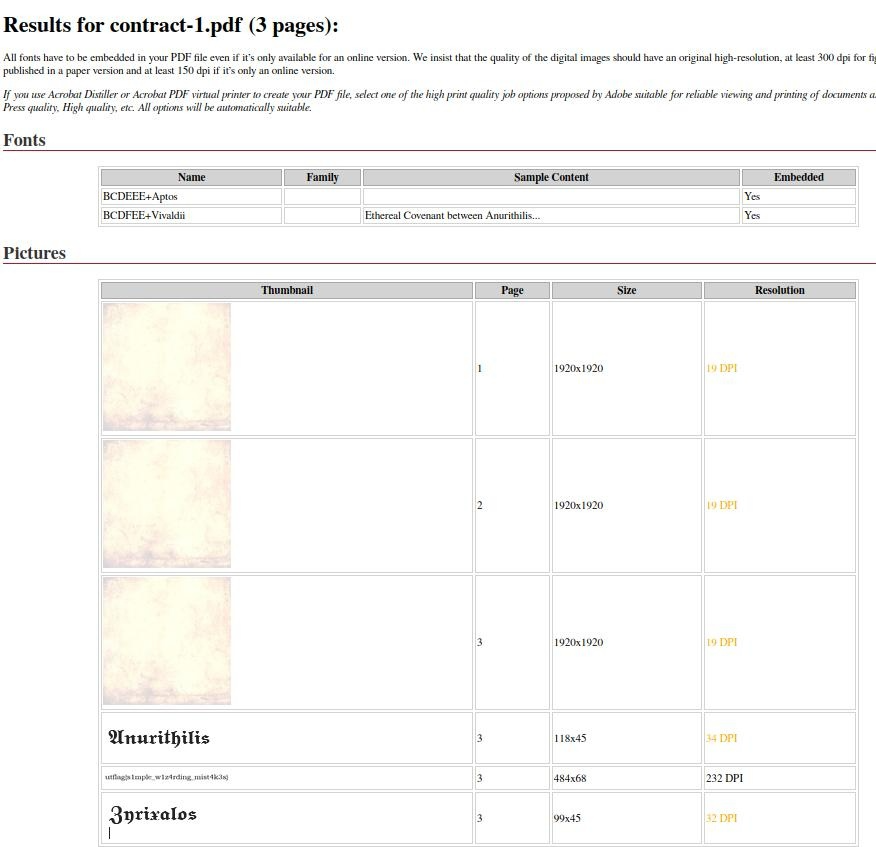 Results for contract-1.pdf (3 pages):
All fonts have to be embedded in your PDF file even if it's only available for an online version. We insist that the quality of the digital images should have an original high-resolution, at least 300 dpi for
published in a paper version and at least 150 dpi if it's only an online version.
If you use Acrobat Distiller or Acrobat PDF virtual printer to create your PDF file, select one of the high print quality job options proposed by Adobe suitable for reliable viewing and printing of documents
Press quality, High quality, etc. All options will be automatically suitable.
Fonts
Name Family Sample Content Embedded
BCDEEE+Aptos Yes
BCDFEE+Vivaldii Ethereal Covenant between Anurithilis... Yes
Pictures
Thumbnail Page Size Resolution
1 1920x1920 19 DPI
2 1920x1920 19 DPI
3 1920x1920 19 DPI
Anurithilis 3 118x45 34 DPI
utflag{s1mple_w1z4rding_mist4k3s} 3 484x68 232 DPI
Zyrixalos 3 99x45 32 DPI